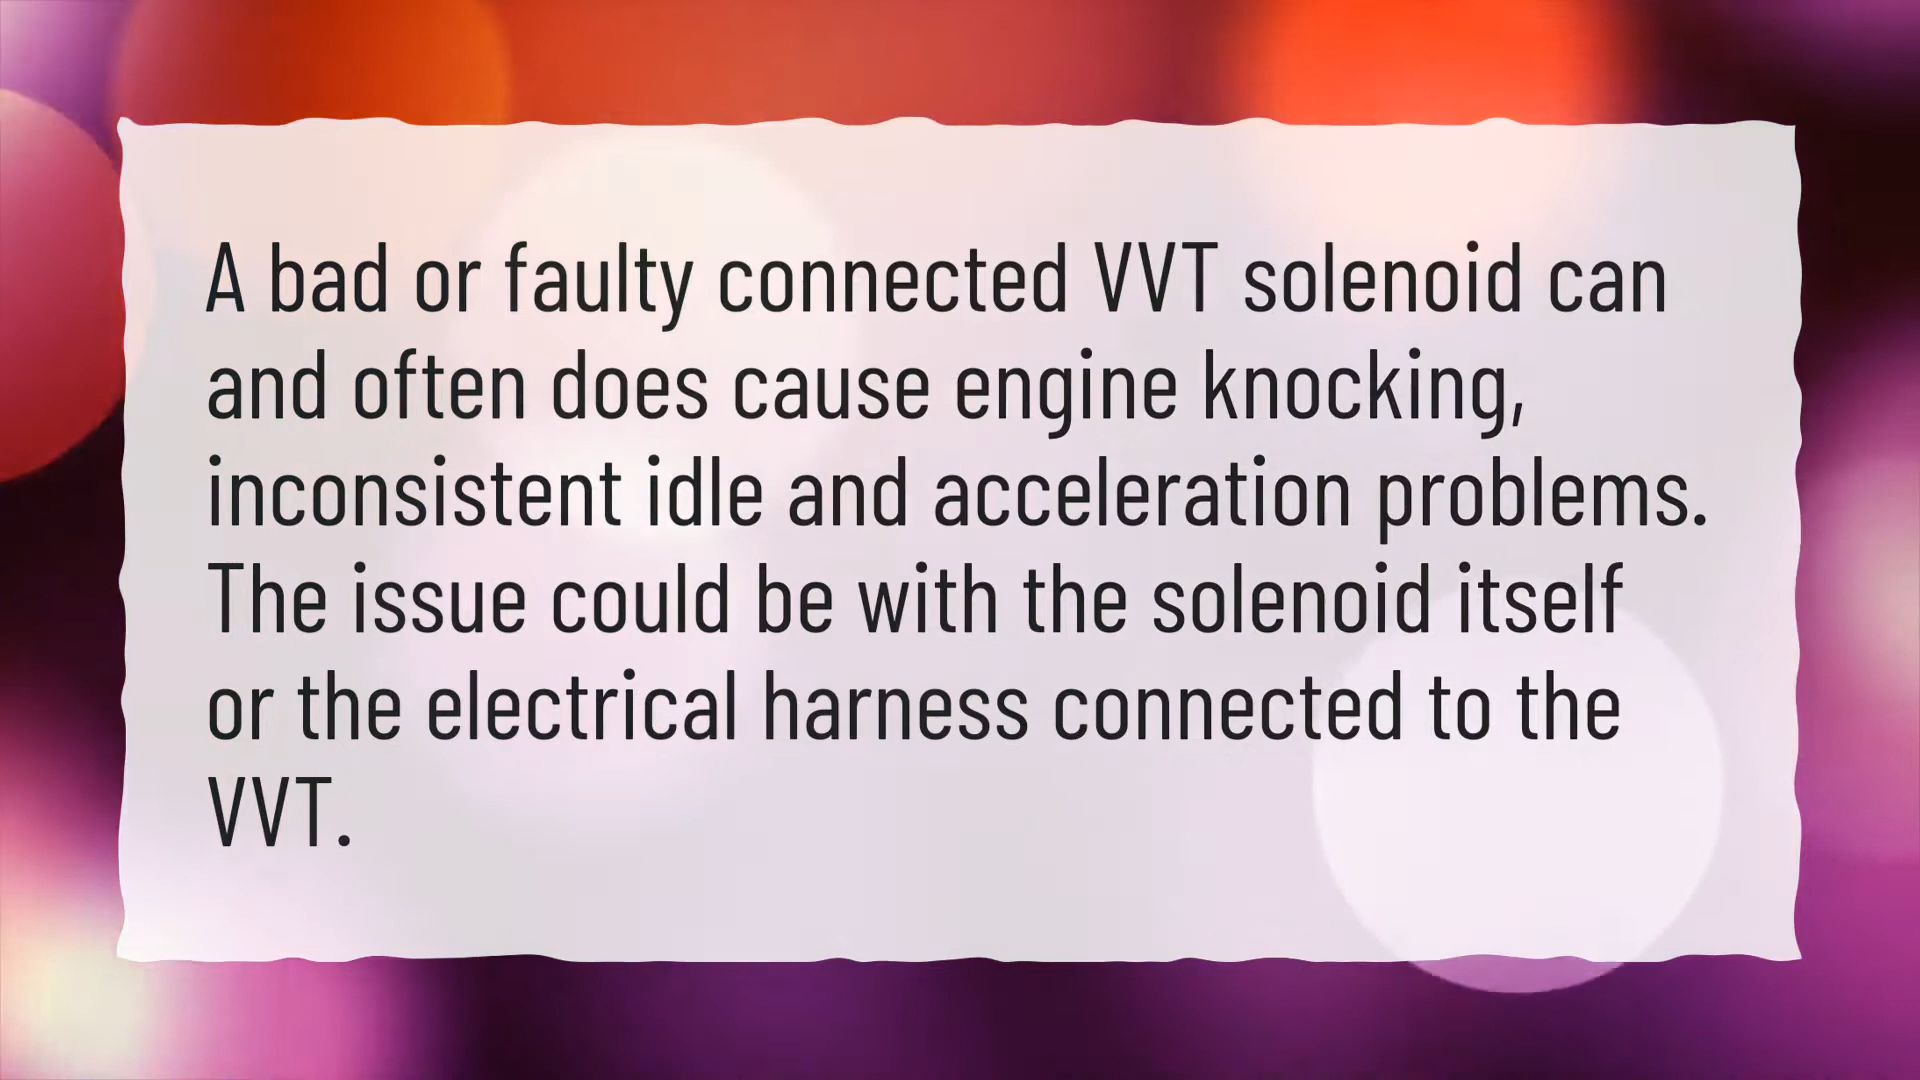 A bad or faulty connected VVT solenoid can
and often does cause engine knocking,
inconsistent idle and acceleration problems.
The issue could be with the solenoid itself
or the electrical harness connected to the
VVT.